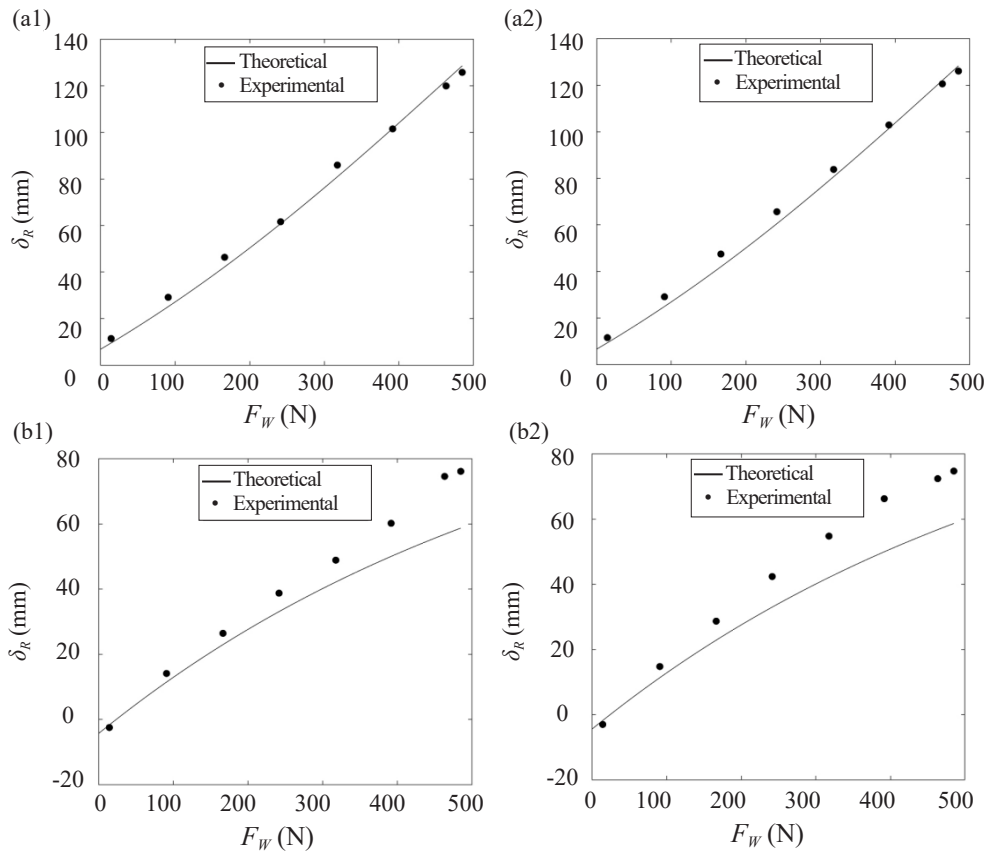 (a1)
140
120
100
80
60
40
20
0
δR (mm)
Theoretical
Experimental
0 100 200 300 400 500
FW (N)
(a2)
140
120
100
80
60
40
20
0
δR (mm)
Theoretical
Experimental
0 100 200 300 400 500
FW (N)
(b1)
80
60
40
20
0
-20
δR (mm)
Theoretical
Experimental
0 100 200 300 400 500
FW (N)
(b2)
80
60
40
20
0
-20
δR (mm)
Theoretical
Experimental
0 100 200 300 400 500
FW (N)